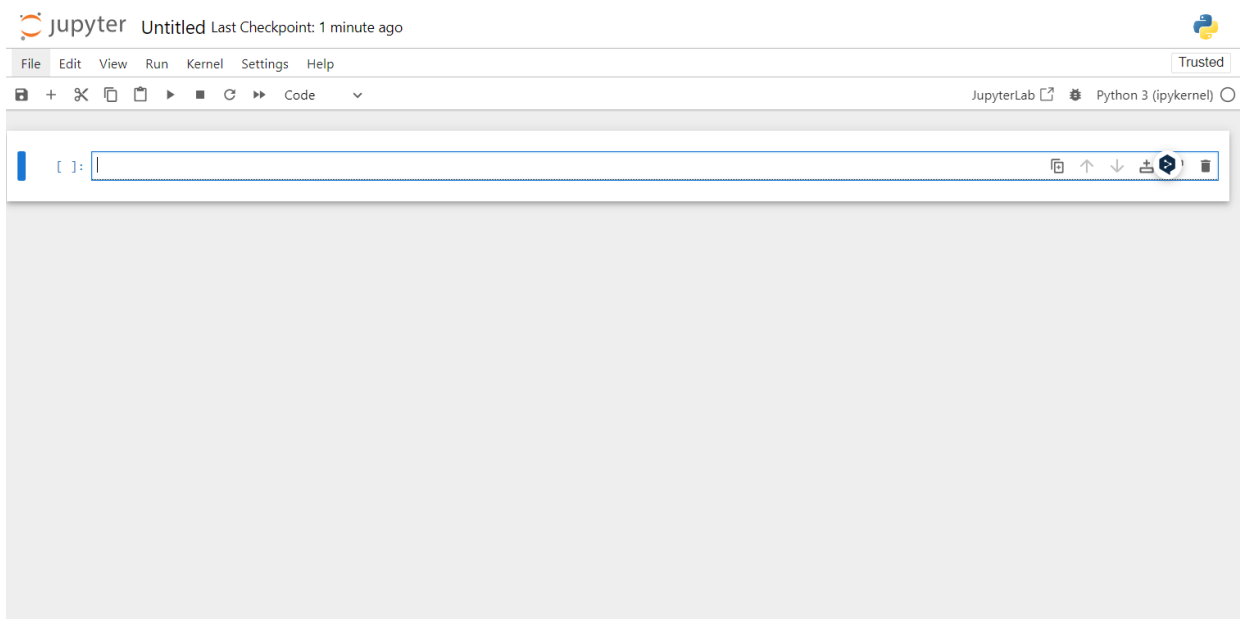 jupyter Untitled Last Checkpoint: 1 minute ago
File Edit View Run Kernel Settings Help Trusted
Code JupyterLab Python 3 (ipykernel)
[ ]: